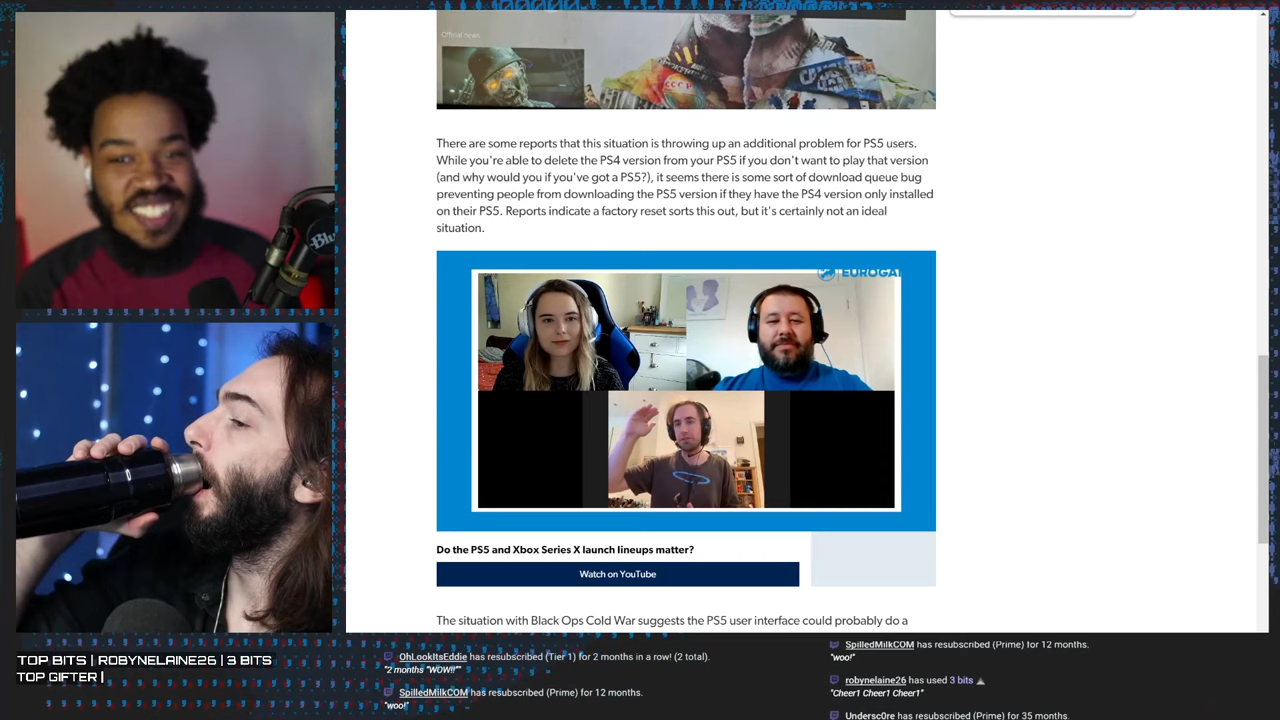 Official news
There are some reports that this situation is throwing up an additional problem for PS5 users.
While you're able to delete the PS4 version from your PS5 if you don't want to play that version
(and why would you if you've got a PS5?), it seems there is some sort of download queue bug
preventing people from downloading the PS5 version if they have the PS4 version only installed
on their PS5. Reports indicate a factory reset sorts this out, but it's certainly not an ideal
situation.
Blu
EUROGA
Do the PS5 and Xbox Series X launch lineups matter?
Watch on YouTube
The situation with Black Ops Cold War suggests the PS5 user interface could probably do a
TOP BITS | ROBYNELAINE26 | 3 BITS
TOP GIFTER |
OhLookItsEddie has resubscribed (Tier 1) for 2 months in a row! (2 total).
"2 months "WOW!!""
SpilledMilkCOM has resubscribed (Prime) for 12 months.
"woo!"
SpilledMilkCOM has resubscribed (Prime) for 12 months.
"woo!"
robynelaine26 has used 3 bits
"Cheer1 Cheer1 Cheer1"
Undersc0re has resubscribed (Prime) for 35 months.